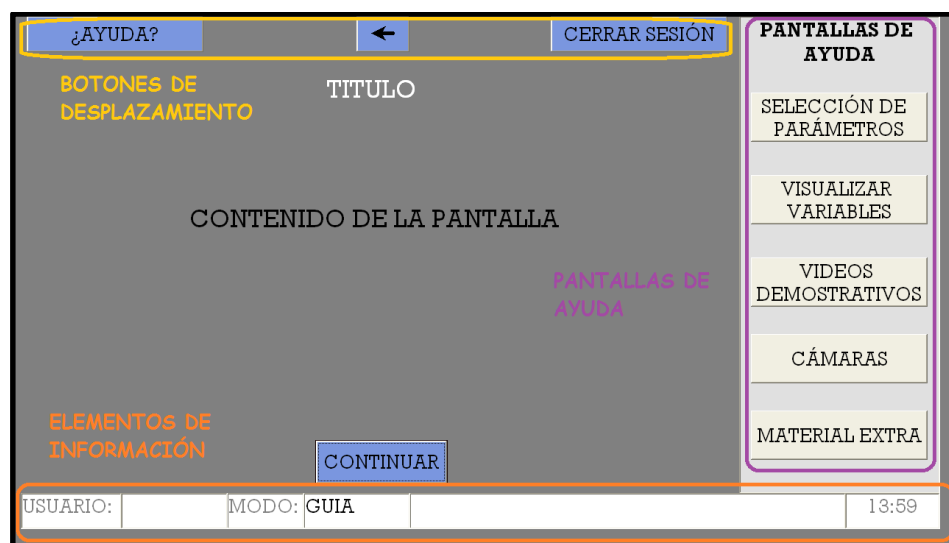 ¿AYUDA?
CERRAR SESIÓN
BOTONES DE
DESPLAZAMIENTO
TITULO
CONTENIDO DE LA PANTALLA
PANTALLAS DE
AYUDA
ELEMENTOS DE
INFORMACIÓN
CONTINUAR
PANTALLAS DE
AYUDA
SELECCIÓN DE
PARÁMETROS
VISUALIZAR
VARIABLES
VIDEOS
DEMOSTRATIVOS
CÁMARAS
MATERIAL EXTRA
USUARIO: MODO: GUIA 13:59